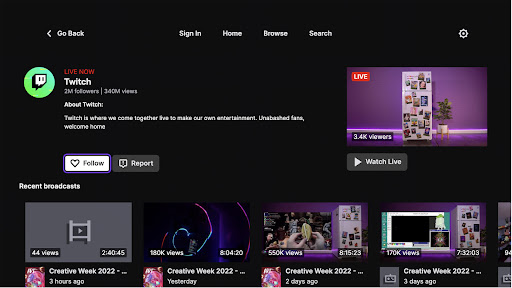 Go Back
Sign In
Home
Browse
Search
LIVE NOW
Twitch
2M followers | 340M views
About Twitch:
Twitch is where we come together live to make our own entertainment. Unabashed fans,
welcome home
LIVE
3.4K viewers
Follow
Report
Watch Live
Recent broadcasts
44 views
2:40:45
180K views
8:04:20
550K views
8:15:23
170K views
7:32:03
94
Creative Week 2022 - ...
3 hours ago
Creative Week 2022 - ...
Yesterday
Creative Week 2022 - ...
2 days ago
Creative Week 2022 - ...
3 days ago